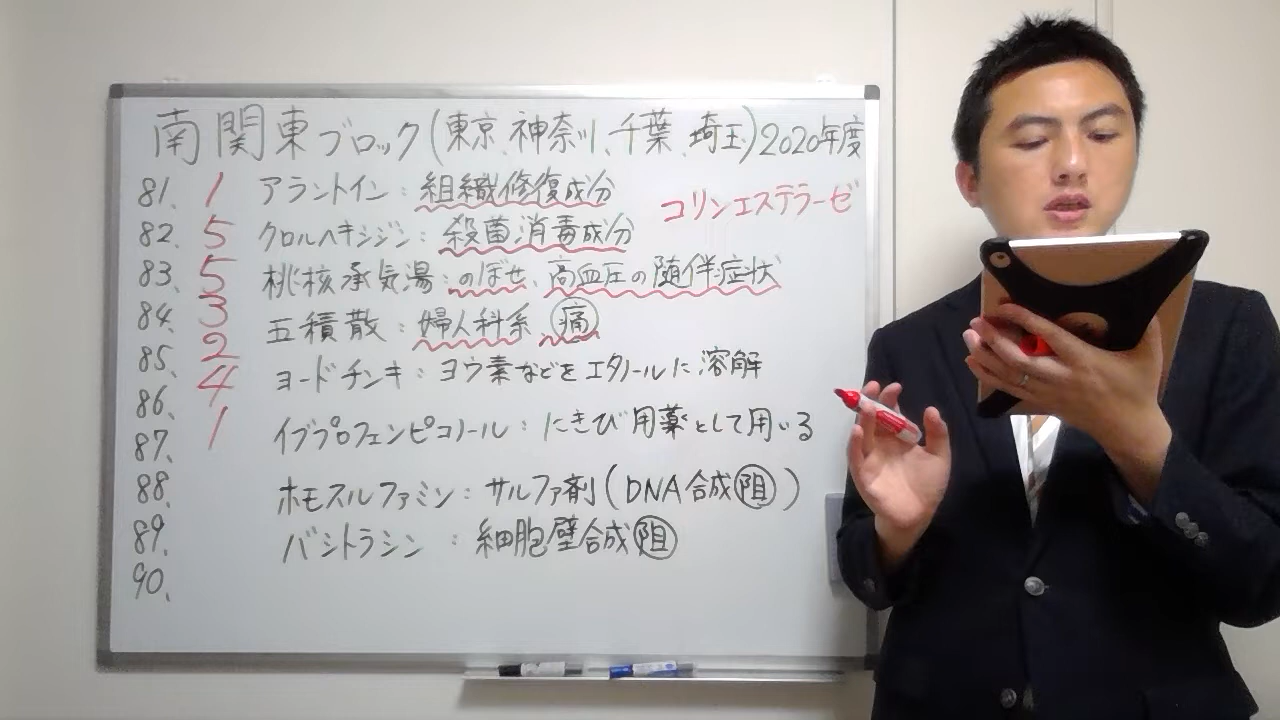 南関東ブロック(東京、神奈川、千葉、埼玉)2020年度
81. 1 アラントイン：組織修復成分 コリンエステラーゼ
82. 5 クロルヘキシジン：殺菌消毒成分
83. 5 桃核承気湯：のぼせ、高血圧の随伴症状
84. 3 五積散：婦人科系 痛
85. 2 ヨードチンキ：ヨウ素などをエタノールに溶解
86. 4
87. 1 イブプロフェンピコノール：にきび用薬として用いる
88. ホモスルファミン：サルファ剤(DNA合成阻)
89. バシトラシン：細胞壁合成阻
90.